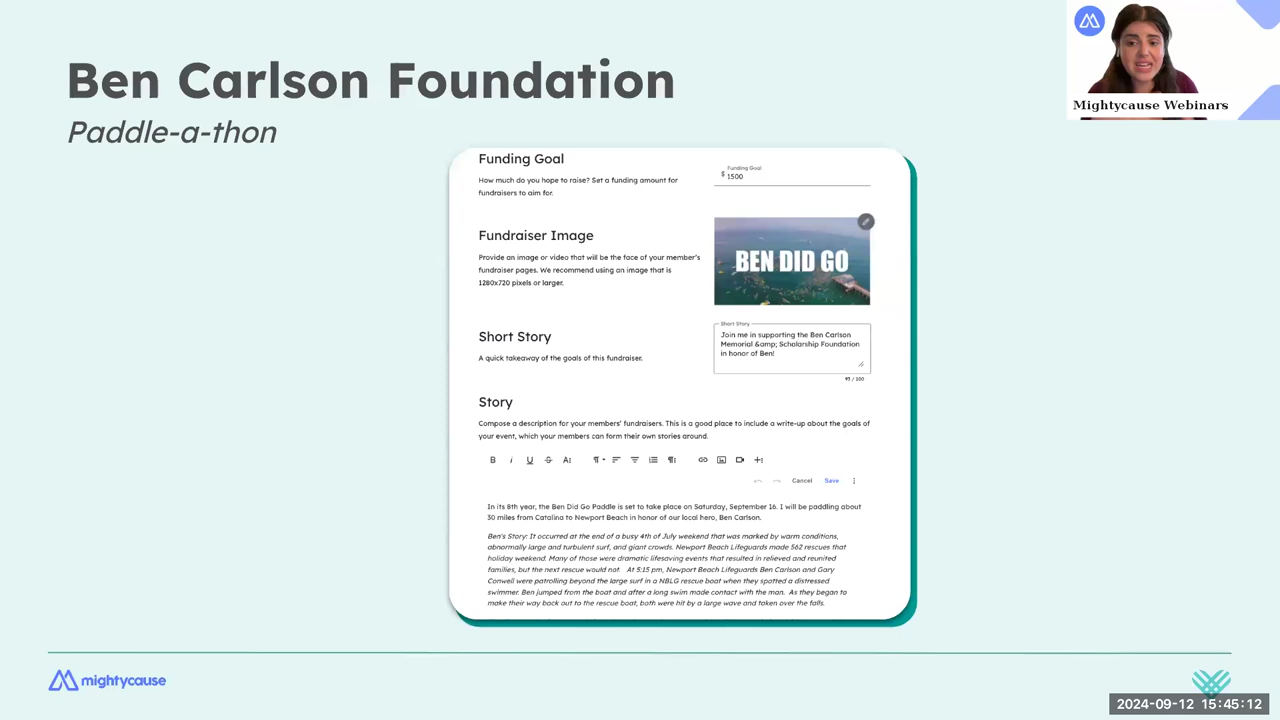 Ben Carlson Foundation
Paddle-a-thon
Mightycause Webinars
Funding Goal
How much do you hope to raise? Set a funding amount for
fundraisers to aim for.
Funding Goal
$ 1500
Fundraiser Image
Provide an image or video that will be the face of your member's
fundraiser pages. We recommend using an image that is
1280x720 pixels or larger.
BEN DID GO
Short Story
A quick takeaway of the goals of this fundraiser.
Short Story
Join me in supporting the Ben Carlson
Memorial &amp; Scholarship Foundation
in honor of Ben!
95 / 100
Story
Compose a description for your members' fundraisers. This is a good place to include a write-up about the goals of
your event, which your members can form their own stories around.
Cancel Save
In its 8th year, the Ben Did Go Paddle is set to take place on Saturday, September 16. I will be paddling about
30 miles from Catalina to Newport Beach in honor of our local hero, Ben Carlson.
Ben's Story: It occurred at the end of a busy 4th of July weekend that was marked by warm conditions,
abnormally large and turbulent surf, and giant crowds. Newport Beach Lifeguards made 562 rescues that
holiday weekend. Many of those were dramatic lifesaving events that resulted in relieved and reunited
families, but the next rescue would not. At 5:15 pm, Newport Beach Lifeguards Ben Carlson and Gary
Conwell were patrolling beyond the large surf in a NBLG rescue boat when they spotted a distressed
swimmer. Ben jumped from the boat and after a long swim made contact with the man. As they began to
make their way back out to the rescue boat, both were hit by a large wave and taken over the falls.
mightycause
2024-09-12 15:45:12